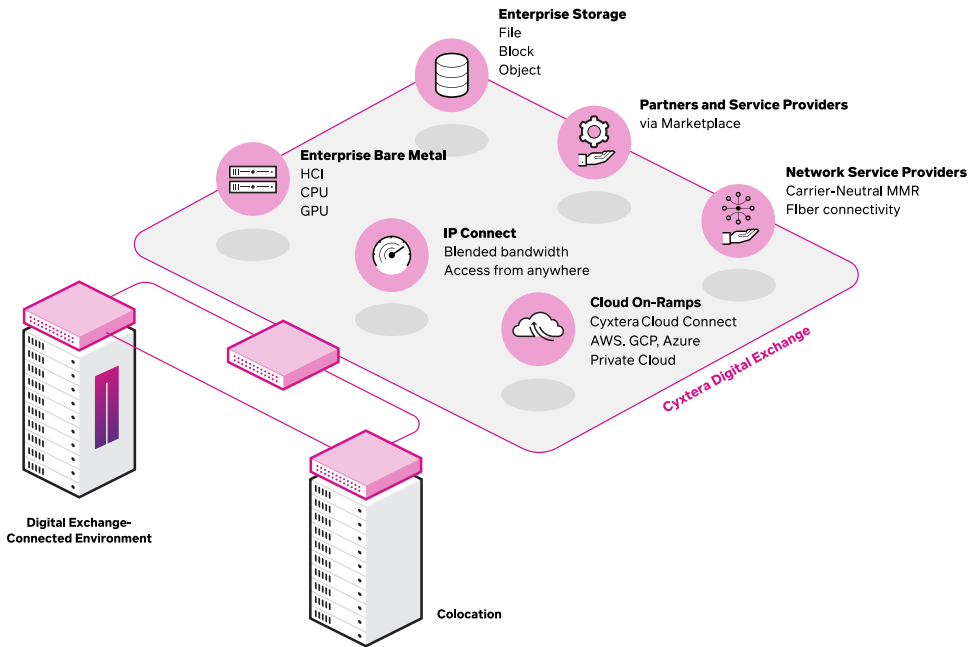 Enterprise Storage
File
Block
Object
Partners and Service Providers
via Marketplace
Enterprise Bare Metal
HCI
CPU
GPU
Network Service Providers
Carrier-Neutral MMR
FIber connectivity
IP Connect
Blended bandwidth
Access from anywhere
Cloud On-Ramps
Cyxtera Cloud Connect
AWS. GCP, Azure
Private Cloud
Cyxtera Digital Exchange
Digital Exchange-
Connected Environment
Colocation